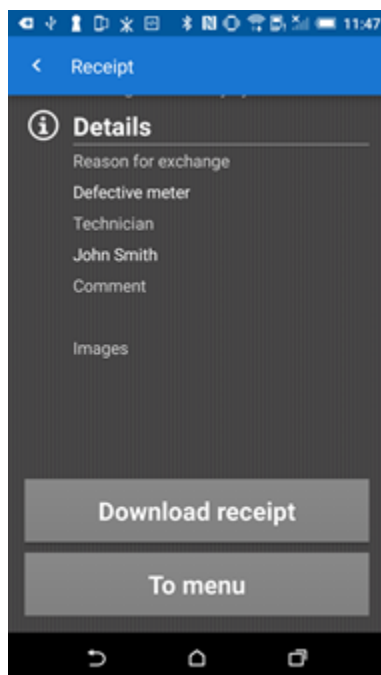 11:47
Receipt
Details
Reason for exchange
Defective meter
Technician
John Smith
Comment
Images
Download receipt
To menu